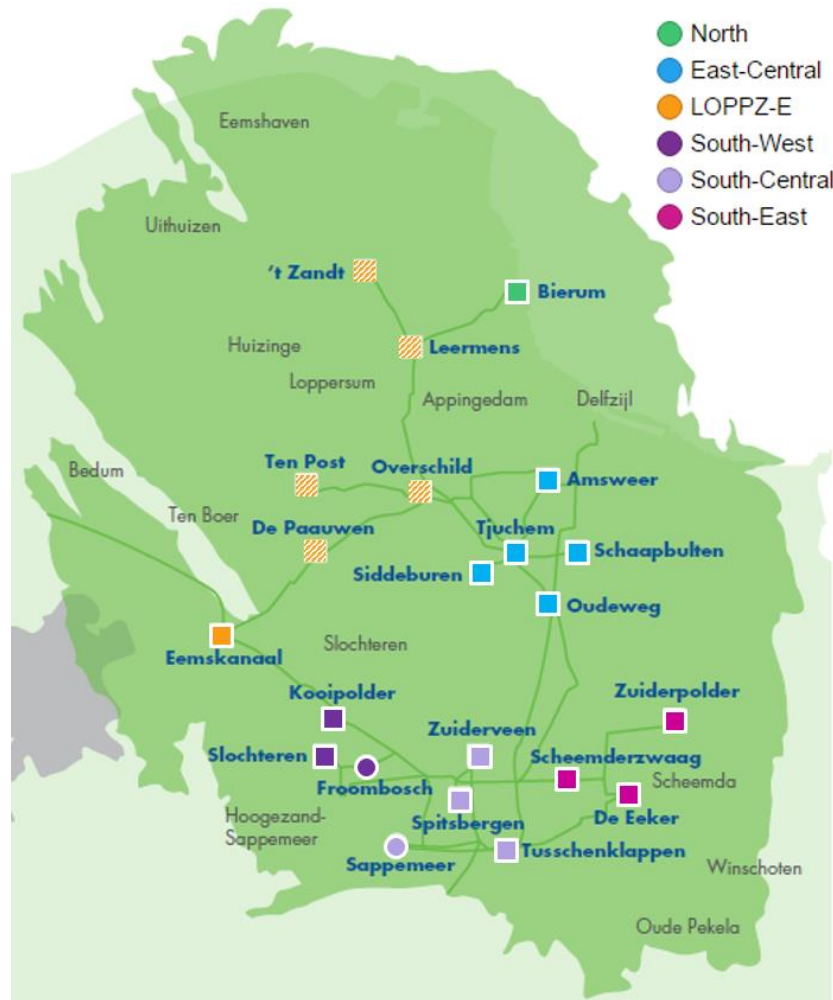 North
East-Central
LOPPZ-E
South-West
South-Central
South-East
Eemshaven
Uithuizen
't Zandt
Bierum
Huizinge
Leermens
Loppersum
Appingedam
Delfzijl
Bedum
Ten Post
Overschild
Amsweer
Ten Boer
De Paauwen
Tjuchem
Schaapbulten
Siddeburen
Oudeweg
Slochteren
Eemskanaal
Kooipolder
Zuiderpolder
Zuiderveen
Slochteren
Scheemderzwaag
Scheemda
Froombosch
Hoogezand-
Sappemeer
Spitsbergen
De Eeker
Sappemeer
Tusschenklappen
Winschoten
Oude Pekela